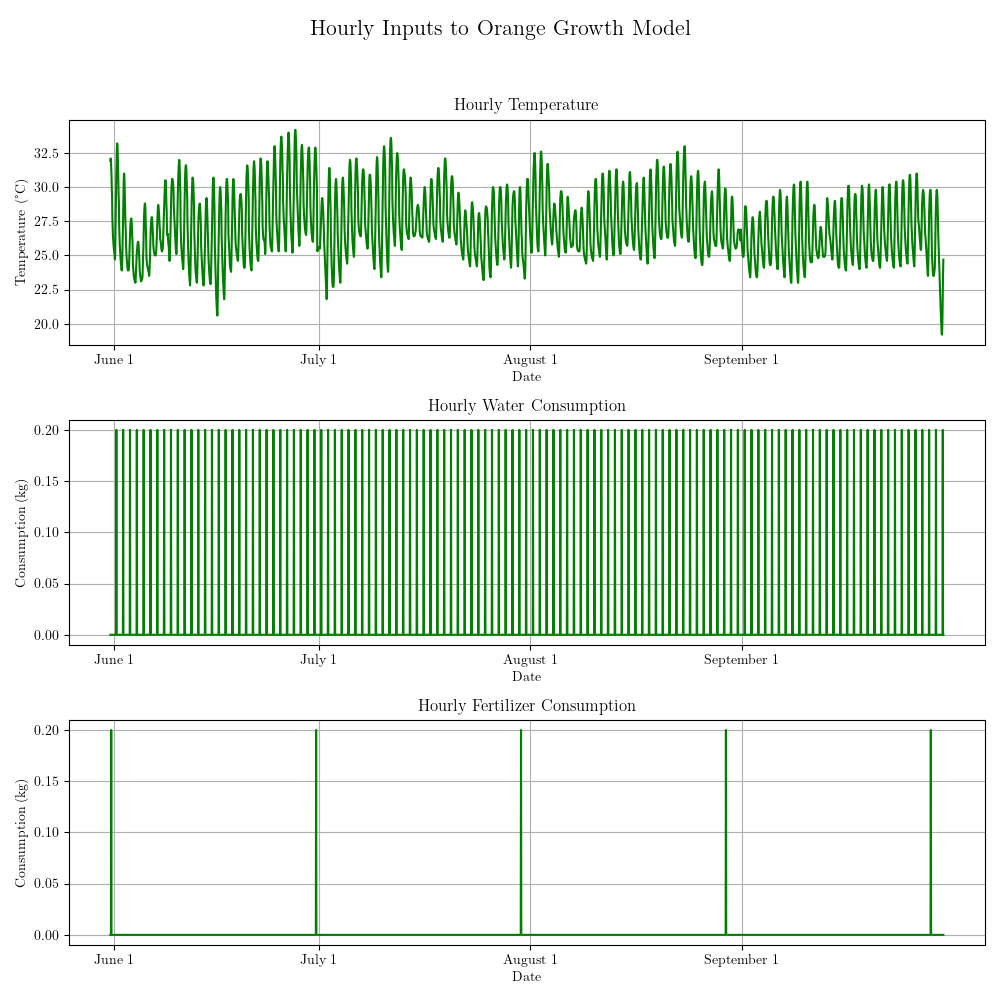 Hourly Inputs to Orange Growth Model
Hourly Temperature
Temperature (°C)
32.5
30.0
27.5
25.0
22.5
20.0
June 1
July 1
August 1
September 1
Date
Hourly Water Consumption
Consumption (kg)
0.20
0.15
0.10
0.05
0.00
June 1
July 1
August 1
September 1
Date
Hourly Fertilizer Consumption
Consumption (kg)
0.20
0.15
0.10
0.05
0.00
June 1
July 1
August 1
September 1
Date